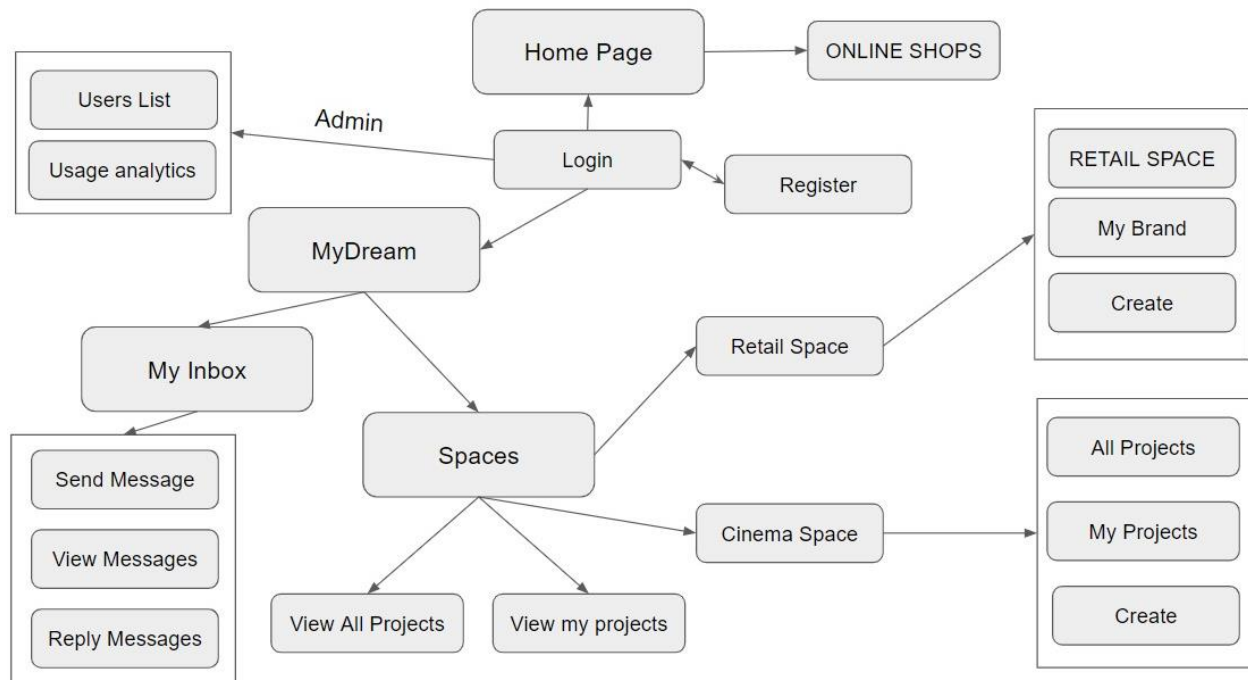 Home Page
ONLINE SHOPS
Users List
Admin
Usage analytics
Login
Register
RETAIL SPACE
My Brand
Create
MyDream
My Inbox
Retail Space
Spaces
Send Message
View Messages
Reply Messages
Cinema Space
All Projects
My Projects
Create
View All Projects
View my projects